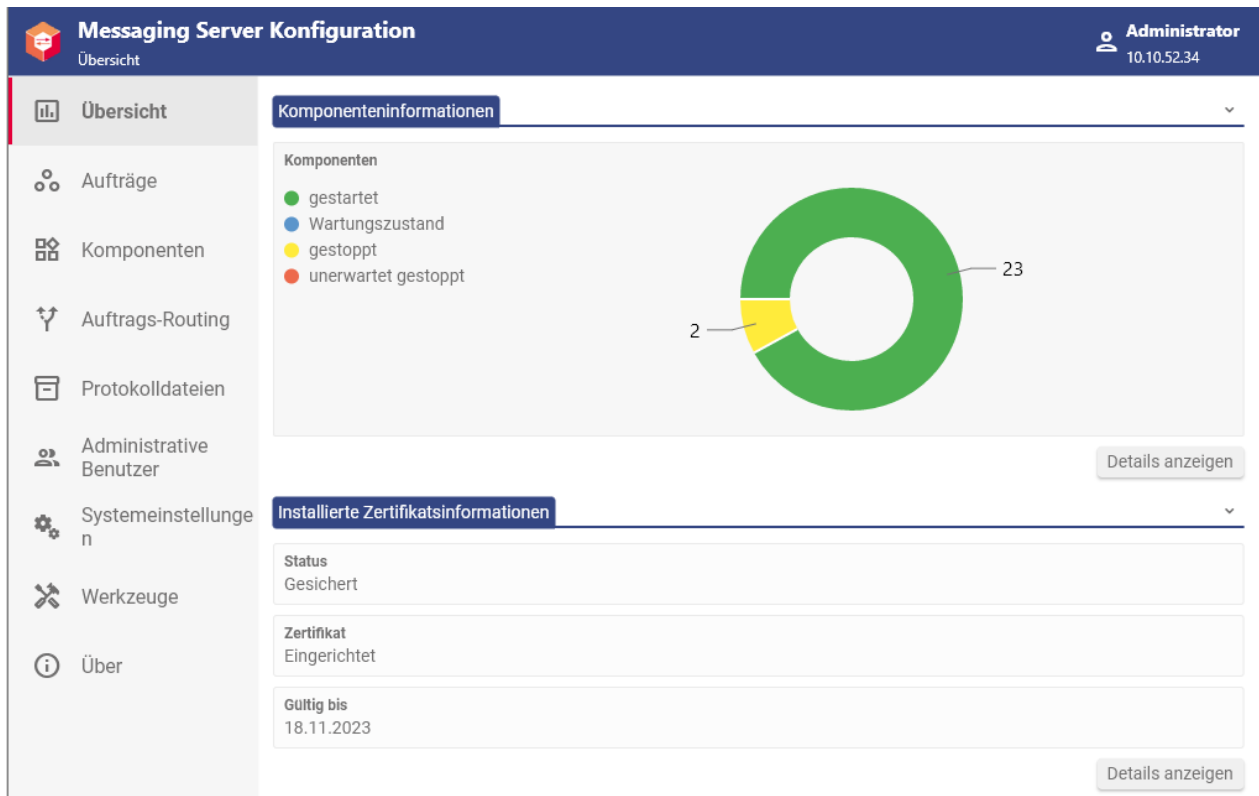 Messaging Server Konfiguration
Übersicht
Administrator
10.10.52.34
Übersicht
Aufträge
Komponenten
Auftrags-Routing
Protokolldateien
Administrative
Benutzer
Systemeinstellunge
n
Werkzeuge
Über
Komponenteninformationen
Komponenten
gestartet
Wartungszustand
gestoppt
unerwartet gestoppt
23
2
Details anzeigen
Installierte Zertifikatsinformationen
Status
Gesichert
Zertifikat
Eingerichtet
Gültig bis
18.11.2023
Details anzeigen